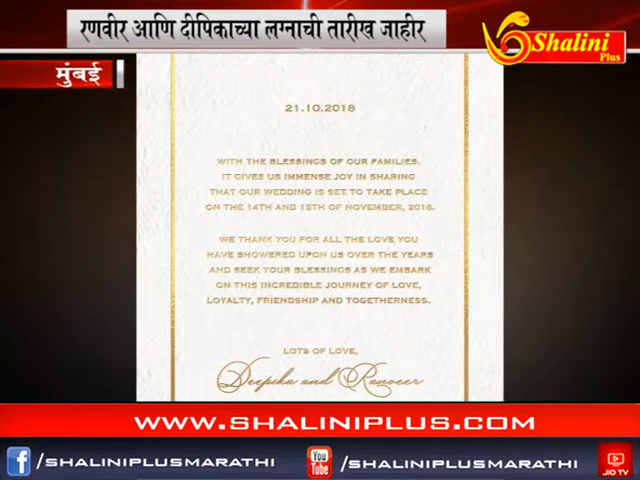 रणवीर आणि दीपिकाच्या लग्नाची तारीख जाहीर
Shalini
Plus
मुंबई
21.10.2018
WITH THE BLESSINGS OF OUR FAMILIES,
IT GIVES US IMMENSE JOY IN SHARING
THAT OUR WEDDING IS SET TO TAKE PLACE
ON THE 14TH AND 15TH OF NOVEMBER, 2018.
WE THANK YOU FOR ALL THE LOVE YOU
HAVE SHOWERED UPON US OVER THE YEARS
AND SEEK YOUR BLESSINGS AS WE EMBARK
ON THIS INCREDIBLE JOURNEY OF LOVE,
LOYALTY, FRIENDSHIP AND TOGETHERNESS.
LOTS OF LOVE,
Deepika and Ranveer
WWW.SHALINIPLUS.COM
f /SHALINIPLUSMARATHI
You Tube /SHALINIPLUSMARATHI
JIO TV